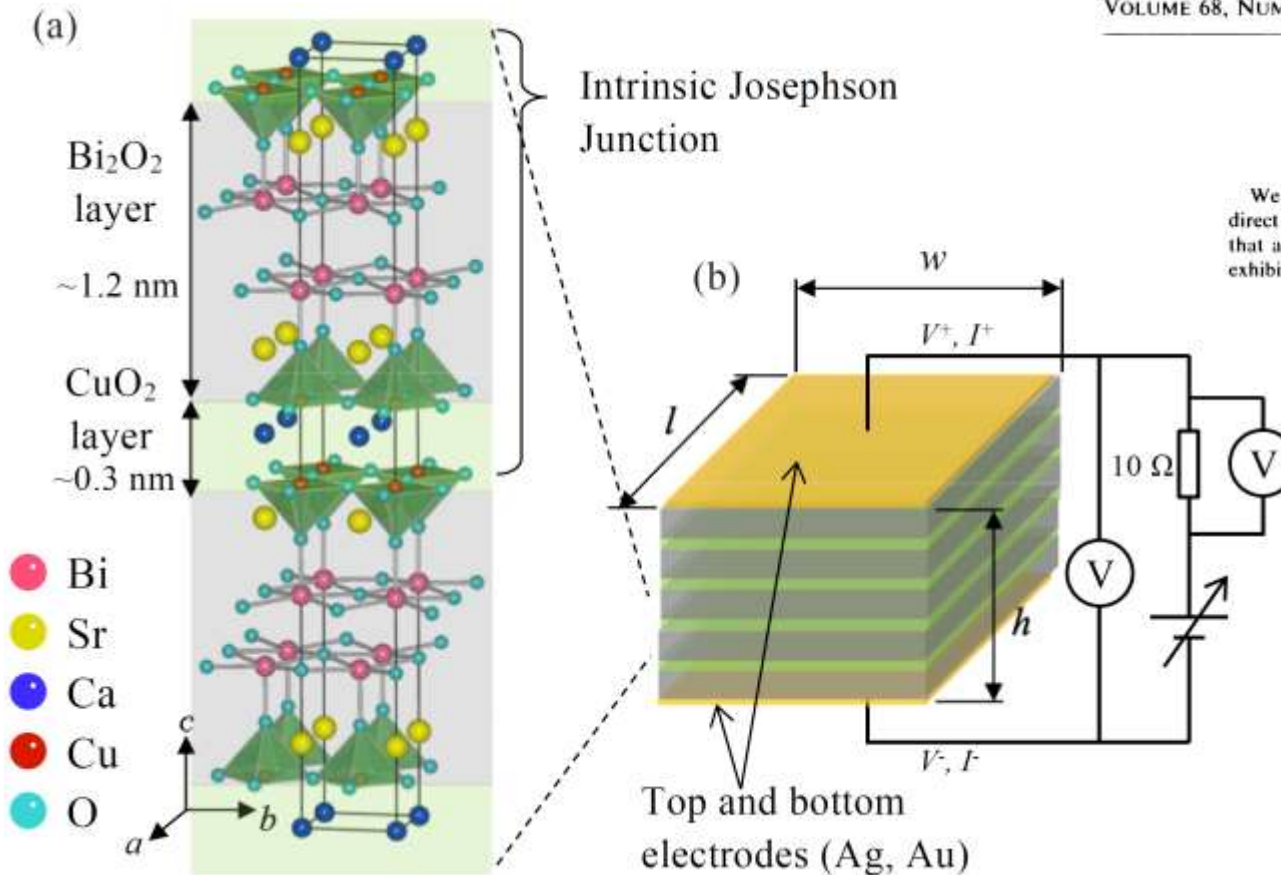 (a)
VOLUME 68, NUM
Intrinsic Josephson
Junction
Bi₂O₂
layer
~1.2 nm
CuO₂
layer
~0.3 nm
We
direct
that a
exhibi
(b)
w
V⁺, I⁺
l
10 Ω
V
V
h
V⁻, I⁻
Bi
Sr
Ca
Cu
O
c
b
a
Top and bottom
electrodes (Ag, Au)